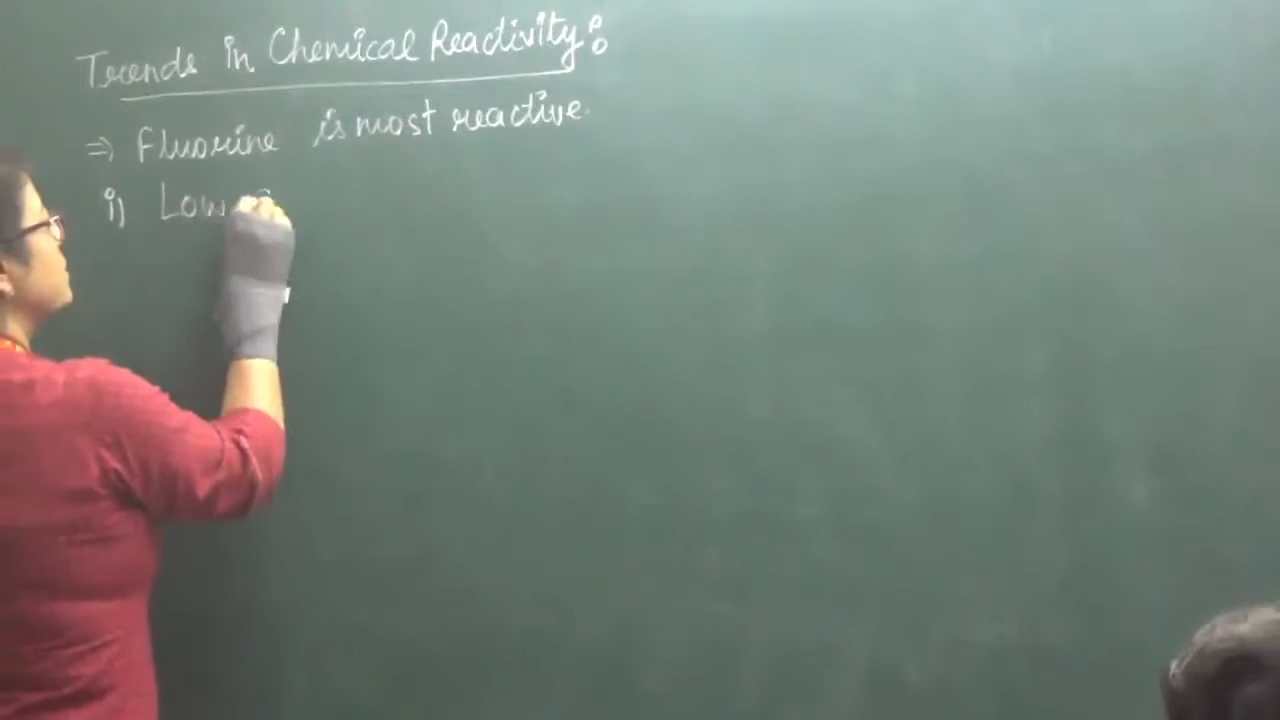 Trends in Chemical Reactivity:
⇒ Fluorine is most reactive.
i) Low